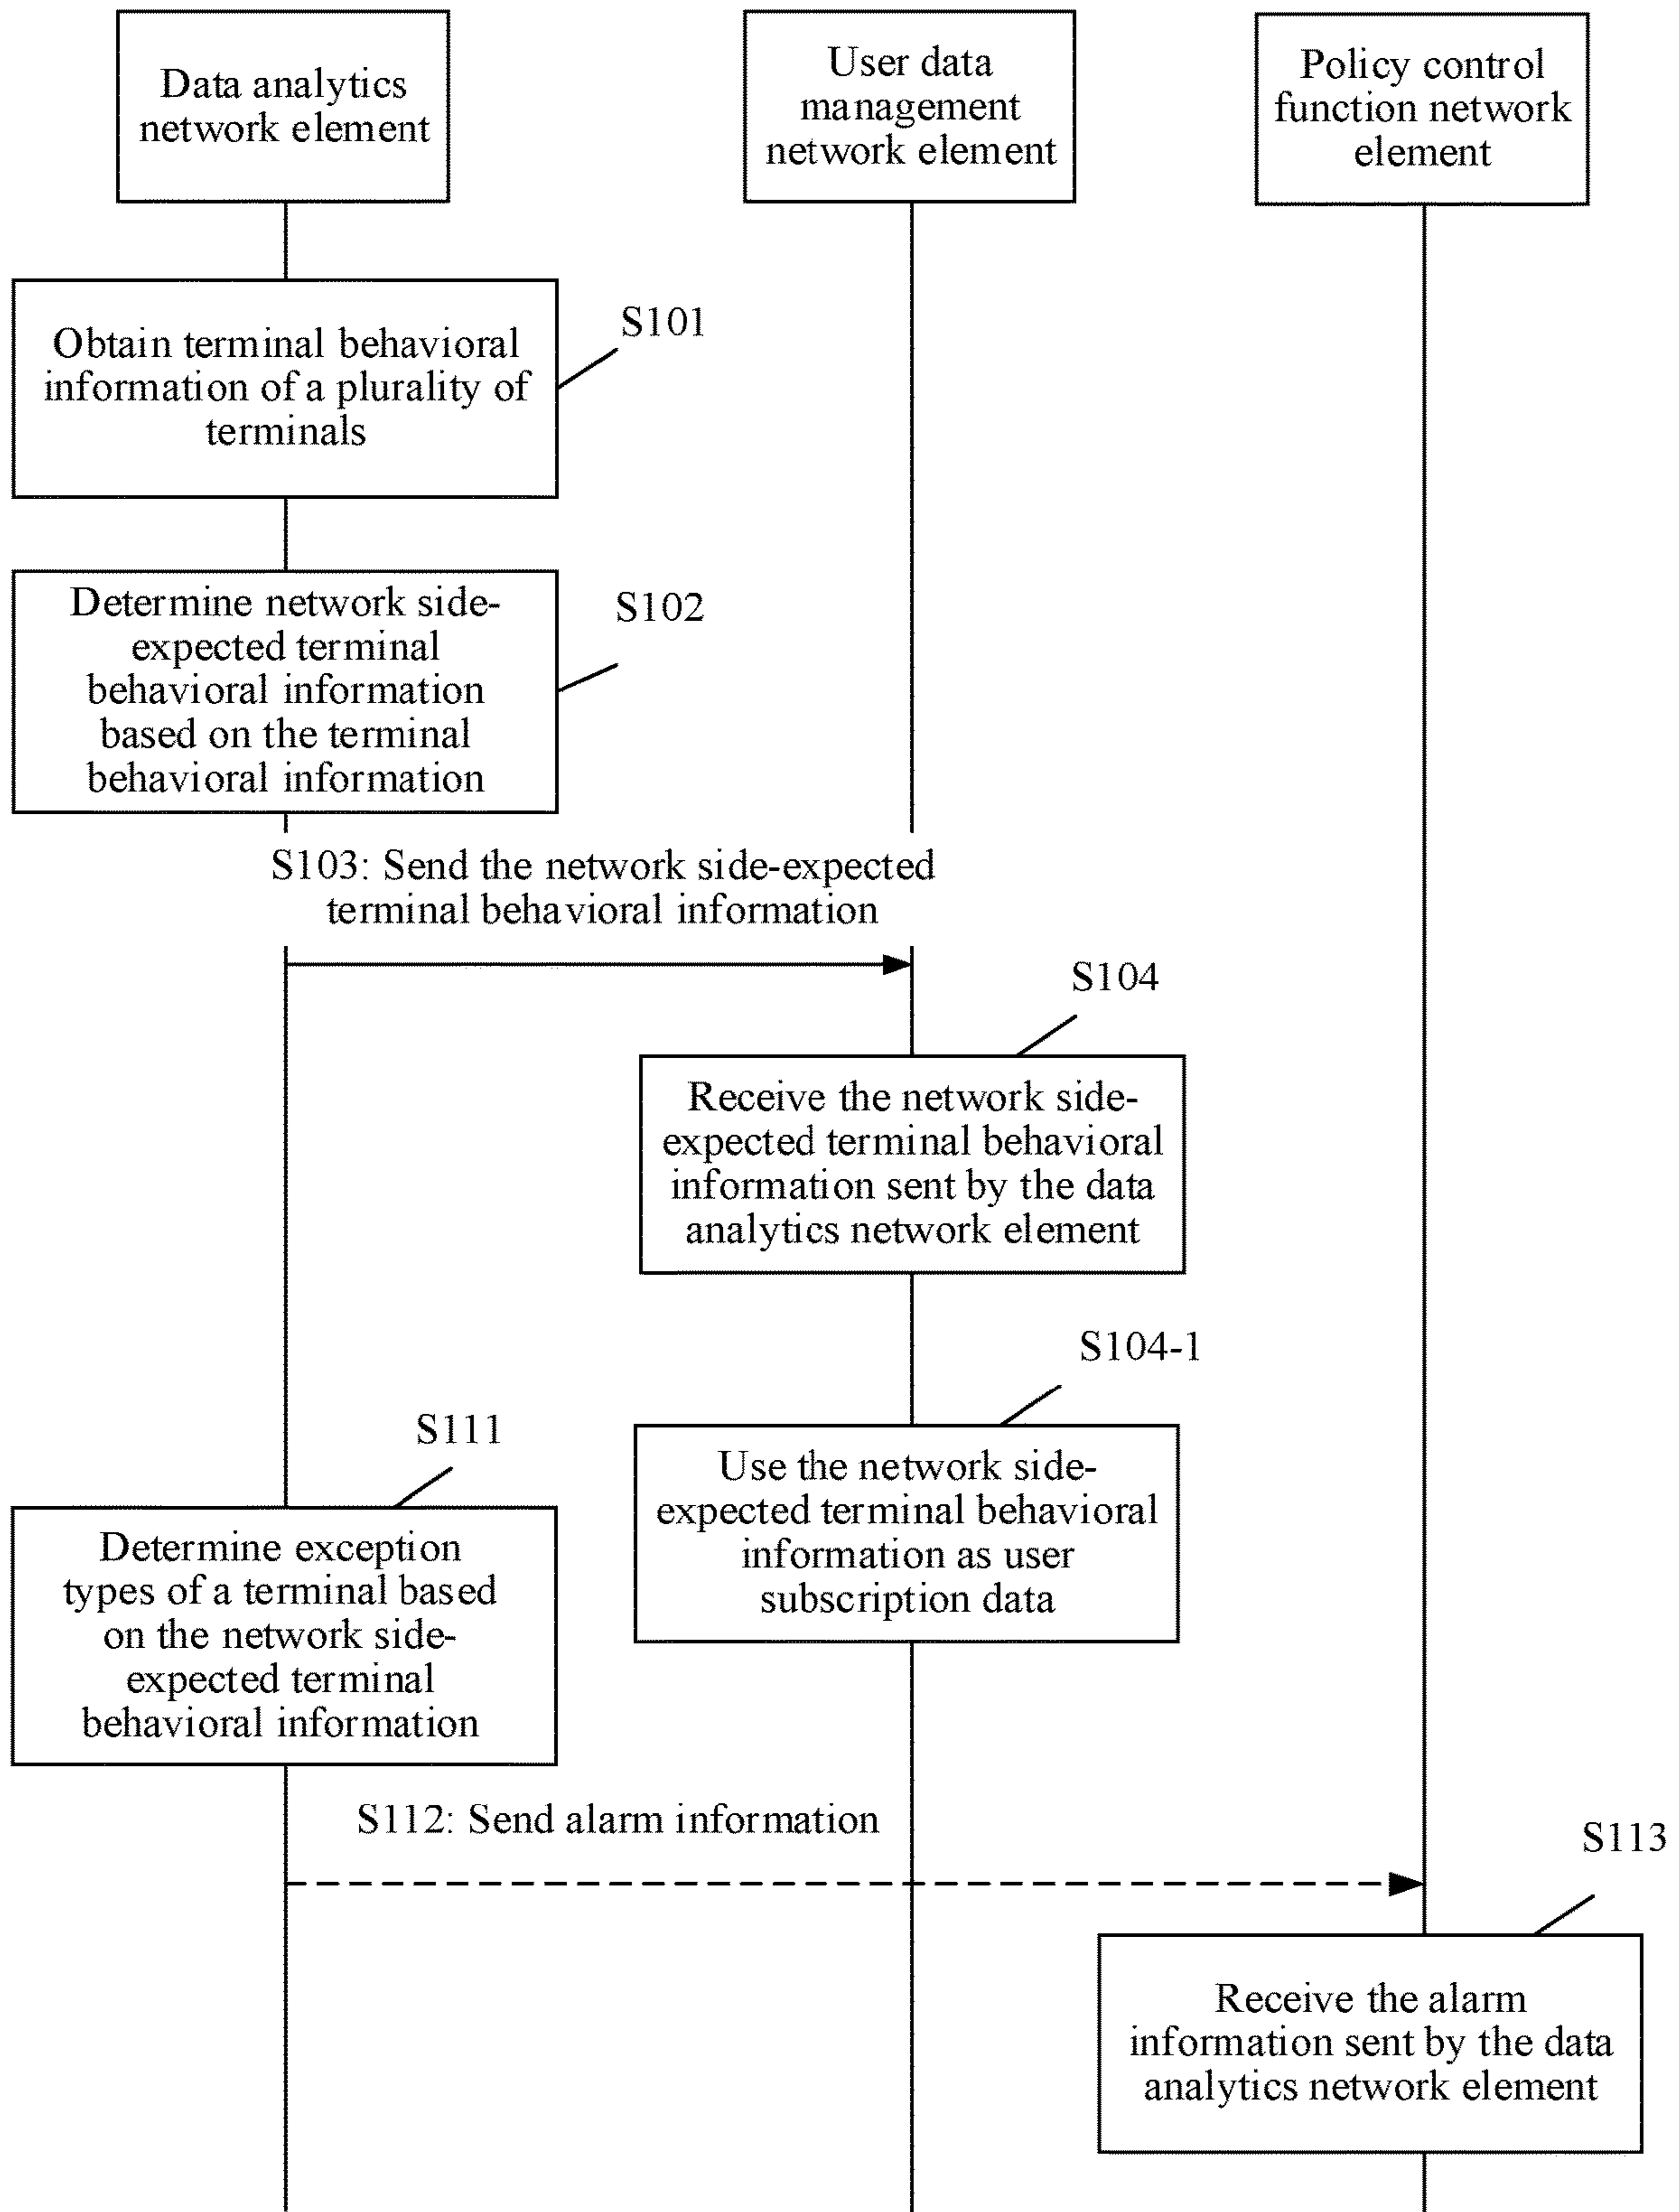 Data analytics
network element
User data
management
network element
Policy control
function network
element
S101
Obtain terminal behavioral
information of a plurality of
terminals
S102
Determine network side-
expected terminal
behavioral information
based on the terminal
behavioral information
S103: Send the network side-expected
terminal behavioral information
S104
Receive the network side-
expected terminal behavioral
information sent by the data
analytics network element
S104-1
Use the network side-
expected terminal behavioral
information as user
subscription data
S111
Determine exception
types of a terminal based
on the network side-
expected terminal
behavioral information
S112: Send alarm information
S113
Receive the alarm
information sent by the data
analytics network element